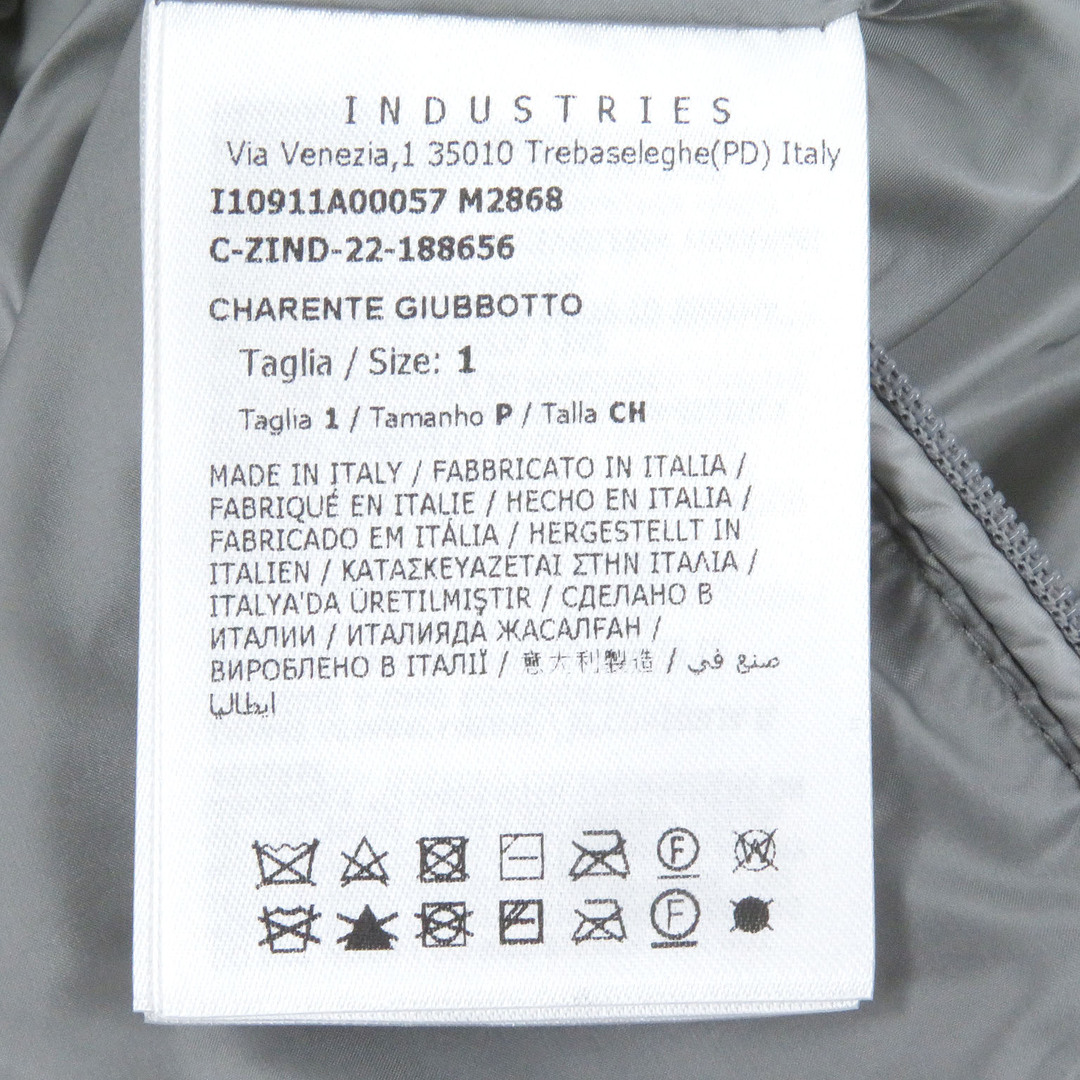 INDUSTRIES
Via Venezia,1 35010 Trebaseleghe(PD) Italy
I10911A00057 M2868
C-ZIND-22-188656
CHARENTE GIUBBOTTO
Taglia / Size: 1
Taglia 1 / Tamanho P / Talla CH
MADE IN ITALY / FABBRICATO IN ITALIA /
FABRIQUÉ EN ITALIE / HECHO EN ITALIA /
FABRICADO EM ITÁLIA / HERGESTELLT IN
ITALIEN / ΚΑΤΑΣΚΕΥΑΖΕΤΑΙ ΣΤΗΝ ΙΤΑΛΙΑ /
ITALYA'DA ÜRETILMIŞTIR / СДЕЛАНО В
ИТАЛИИ / ИТАЛИЯДА ЖАСАЛҒАН /
ВИРОБЛЕНО В ІТАЛІЇ / 意大利製造 / صنع في
ايطاليا
F W
F